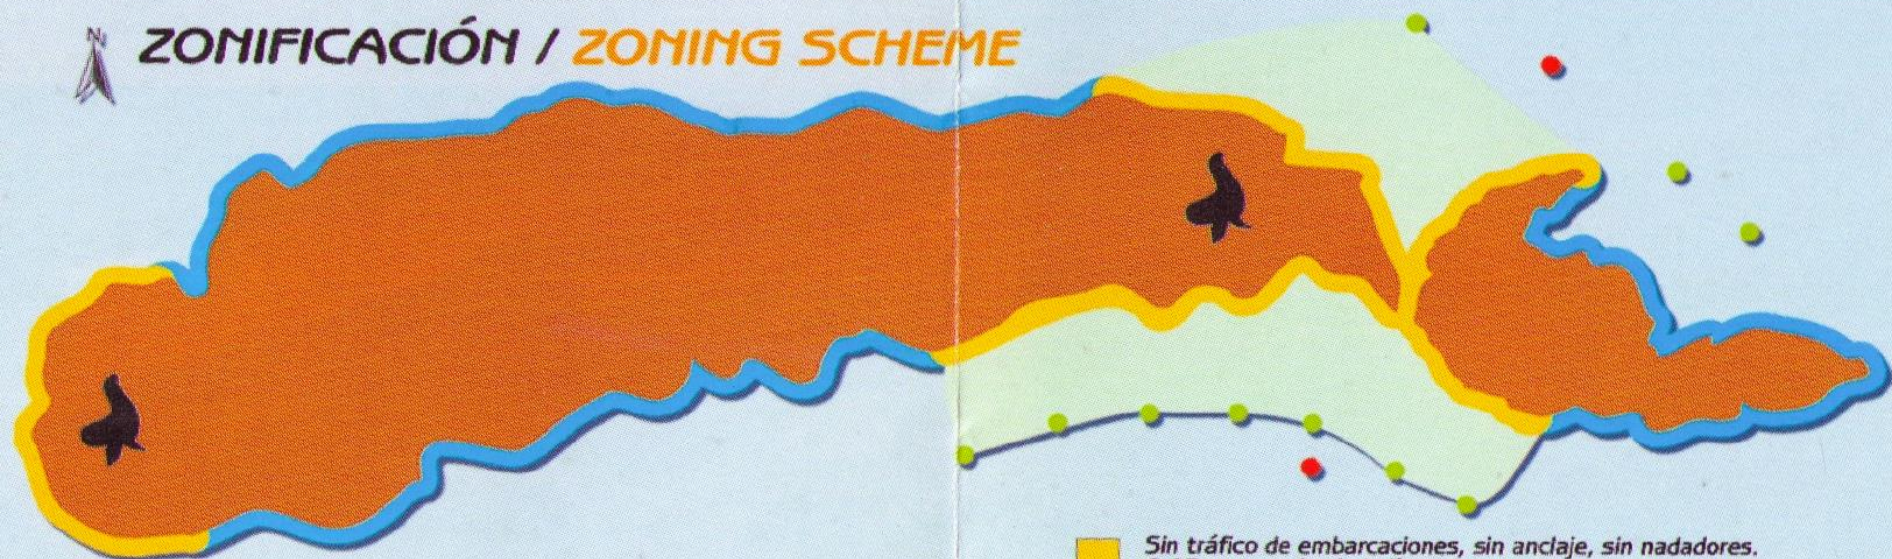 N
ZONIFICACIÓN / ZONING SCHEME
Sin tráfico de embarcaciones, sin anclaje, sin nadadores.